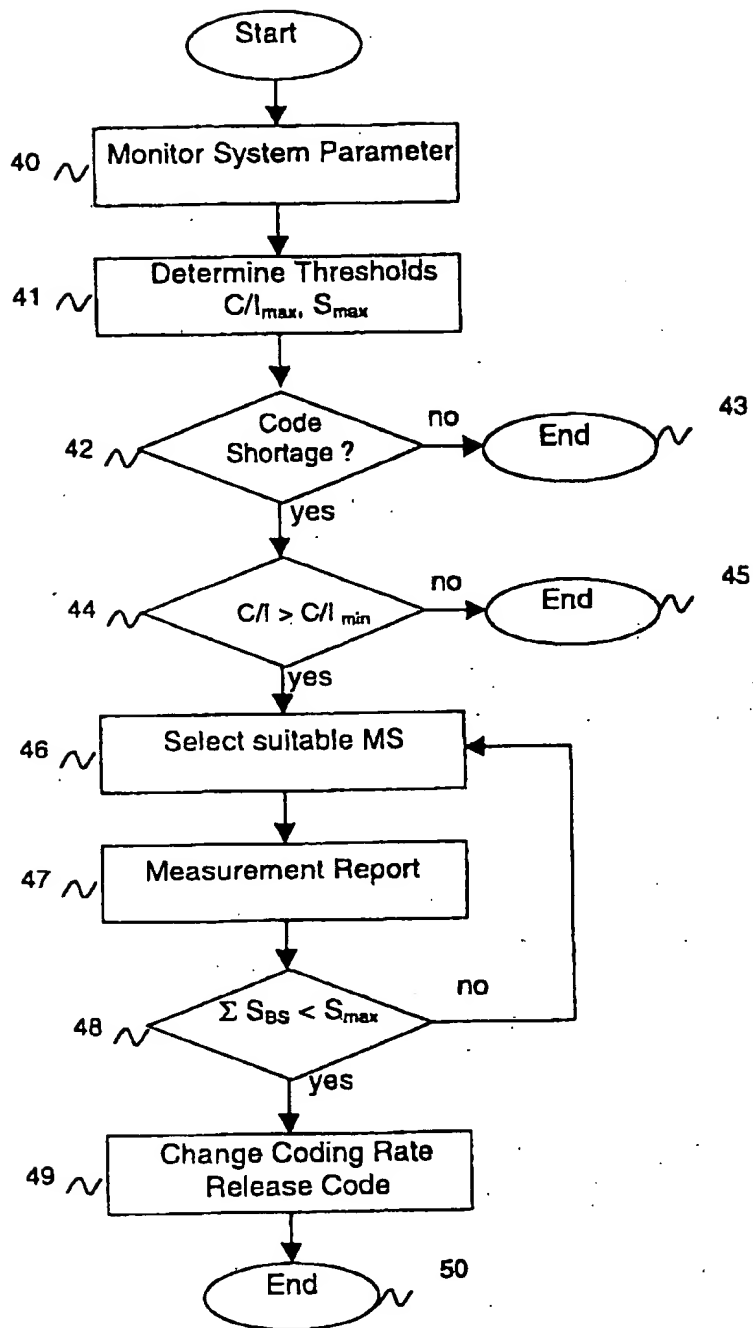 Start
40 Monitor System Parameter
41 Determine Thresholds
C/Imax, Smax
42 Code
Shortage ?
no
End 43
yes
44 C/I > C/I min
no
End 45
yes
46 Select suitable MS
47 Measurement Report
48 Σ SBS < Smax
no
yes
49 Change Coding Rate
Release Code
End 50